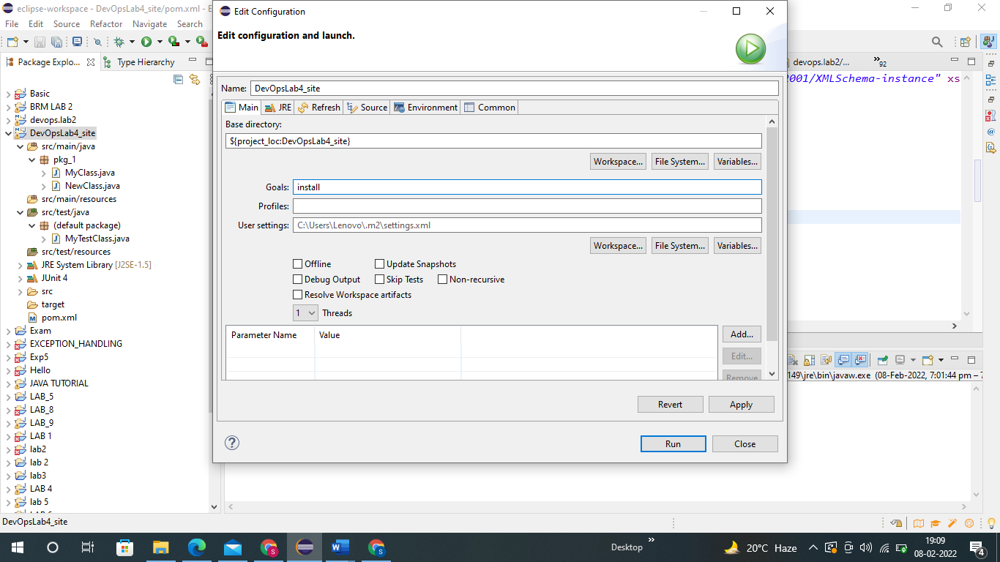 eclipse-workspace - DevOpsLab4_site/pom.xml - E
File Edit Source Refactor Navigate Search
Package Explo...
Type Hierarchy
Basic
BRM LAB 2
devops.lab2
DevOpsLab4_site
src/main/java
pkg_1
MyClass.java
NewClass.java
src/main/resources
src/test/java
(default package)
MyTestClass.java
src/test/resources
JRE System Library [J2SE-1.5]
JUnit 4
src
target
pom.xml
Exam
EXCEPTION_HANDLING
Exp5
Hello
JAVA TUTORIAL
LAB_5
LAB_8
LAB_9
LAB 1
lab2
lab 2
lab3
LAB 4
lab 5
DevOpsLab4_site
Edit Configuration
Edit configuration and launch.
Name: DevOpsLab4_site
Main JRE Refresh Source Environment Common
Base directory:
${project_loc:DevOpsLab4_site}
Workspace... File System... Variables...
Goals: install
Profiles:
User settings: C:\Users\Lenovo\.m2\settings.xml
Workspace... File System... Variables...
Offline Update Snapshots
Debug Output Skip Tests Non-recursive
Resolve Workspace artifacts
1 Threads
Parameter Name Value
Add...
Edit...
Remove
Revert Apply
Run Close
devops.lab2/... »92
2001/XMLSchema-instance" xs
149\jre\bin\javaw.exe (08-Feb-2022, 7:01:44 pm – 7
Desktop
20°C Haze
19:09
08-02-2022
4